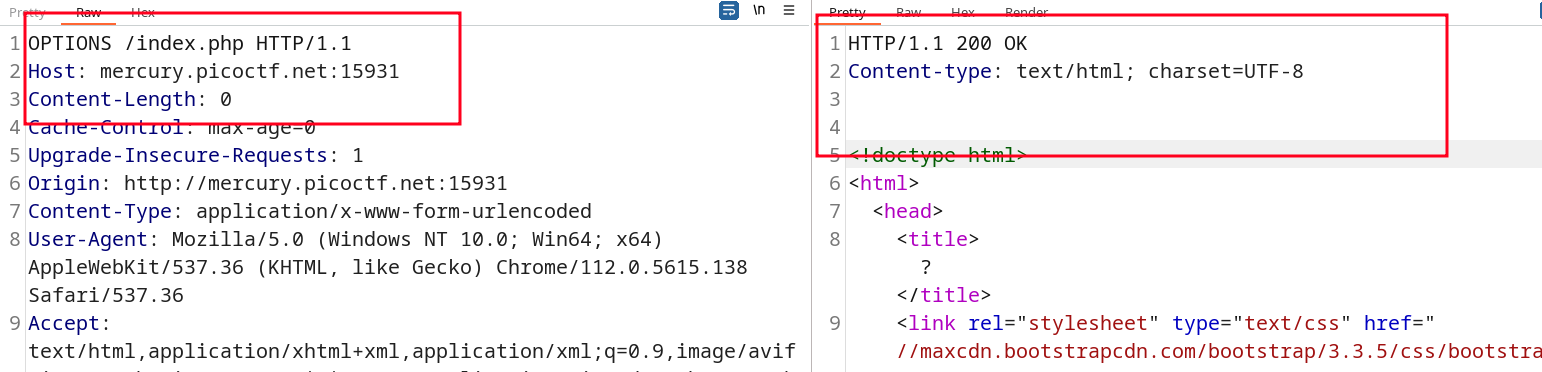 Pretty Raw Hex \n
1 OPTIONS /index.php HTTP/1.1
2 Host: mercury.picoctf.net:15931
3 Content-Length: 0
4 Cache-Control: max-age=0
5 Upgrade-Insecure-Requests: 1
6 Origin: http://mercury.picoctf.net:15931
7 Content-Type: application/x-www-form-urlencoded
8 User-Agent: Mozilla/5.0 (Windows NT 10.0; Win64; x64)
AppleWebKit/537.36 (KHTML, like Gecko) Chrome/112.0.5615.138
Safari/537.36
9 Accept:
text/html,application/xhtml+xml,application/xml;q=0.9,image/avif
Pretty Raw Hex Render
1 HTTP/1.1 200 OK
2 Content-type: text/html; charset=UTF-8
3
4
5 <!doctype html>
6 <html>
7 <head>
8 <title>
?
</title>
9 <link rel="stylesheet" type="text/css" href="
//maxcdn.bootstrapcdn.com/bootstrap/3.3.5/css/bootstra